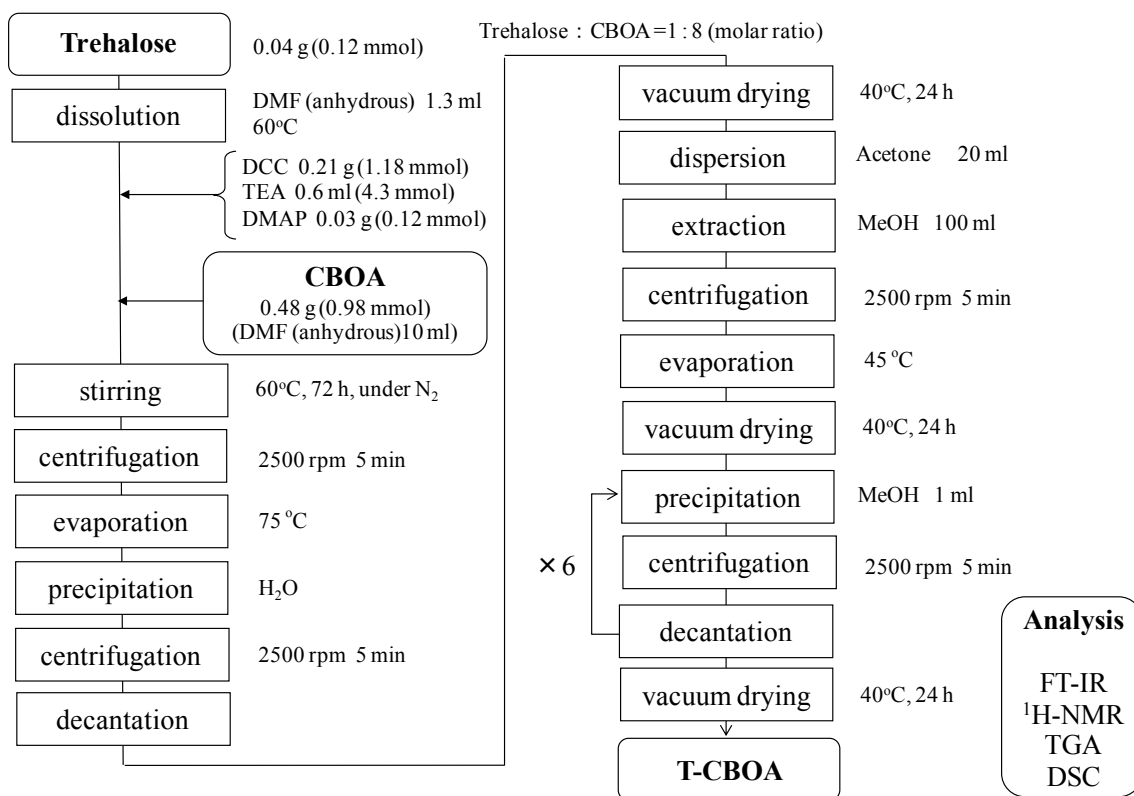 Trehalose
0.04 g (0.12 mmol)
dissolution
DMF (anhydrous) 1.3 ml
60°C
DCC 0.21 g (1.18 mmol)
TEA 0.6 ml (4.3 mmol)
DMAP 0.03 g (0.12 mmol)
CBOA
0.48 g (0.98 mmol)
(DMF (anhydrous)10 ml)
stirring
60°C, 72 h, under N₂
centrifugation
2500 rpm 5 min
evaporation
75 °C
precipitation
H₂O
centrifugation
2500 rpm 5 min
decantation
Trehalose : CBOA =1 : 8 (molar ratio)
vacuum drying
40°C, 24 h
dispersion
Acetone 20 ml
extraction
MeOH 100 ml
centrifugation
2500 rpm 5 min
evaporation
45 °C
vacuum drying
40°C, 24 h
precipitation
MeOH 1 ml
× 6
centrifugation
2500 rpm 5 min
decantation
vacuum drying
40°C, 24 h
T-CBOA
Analysis
FT-IR
¹H-NMR
TGA
DSC